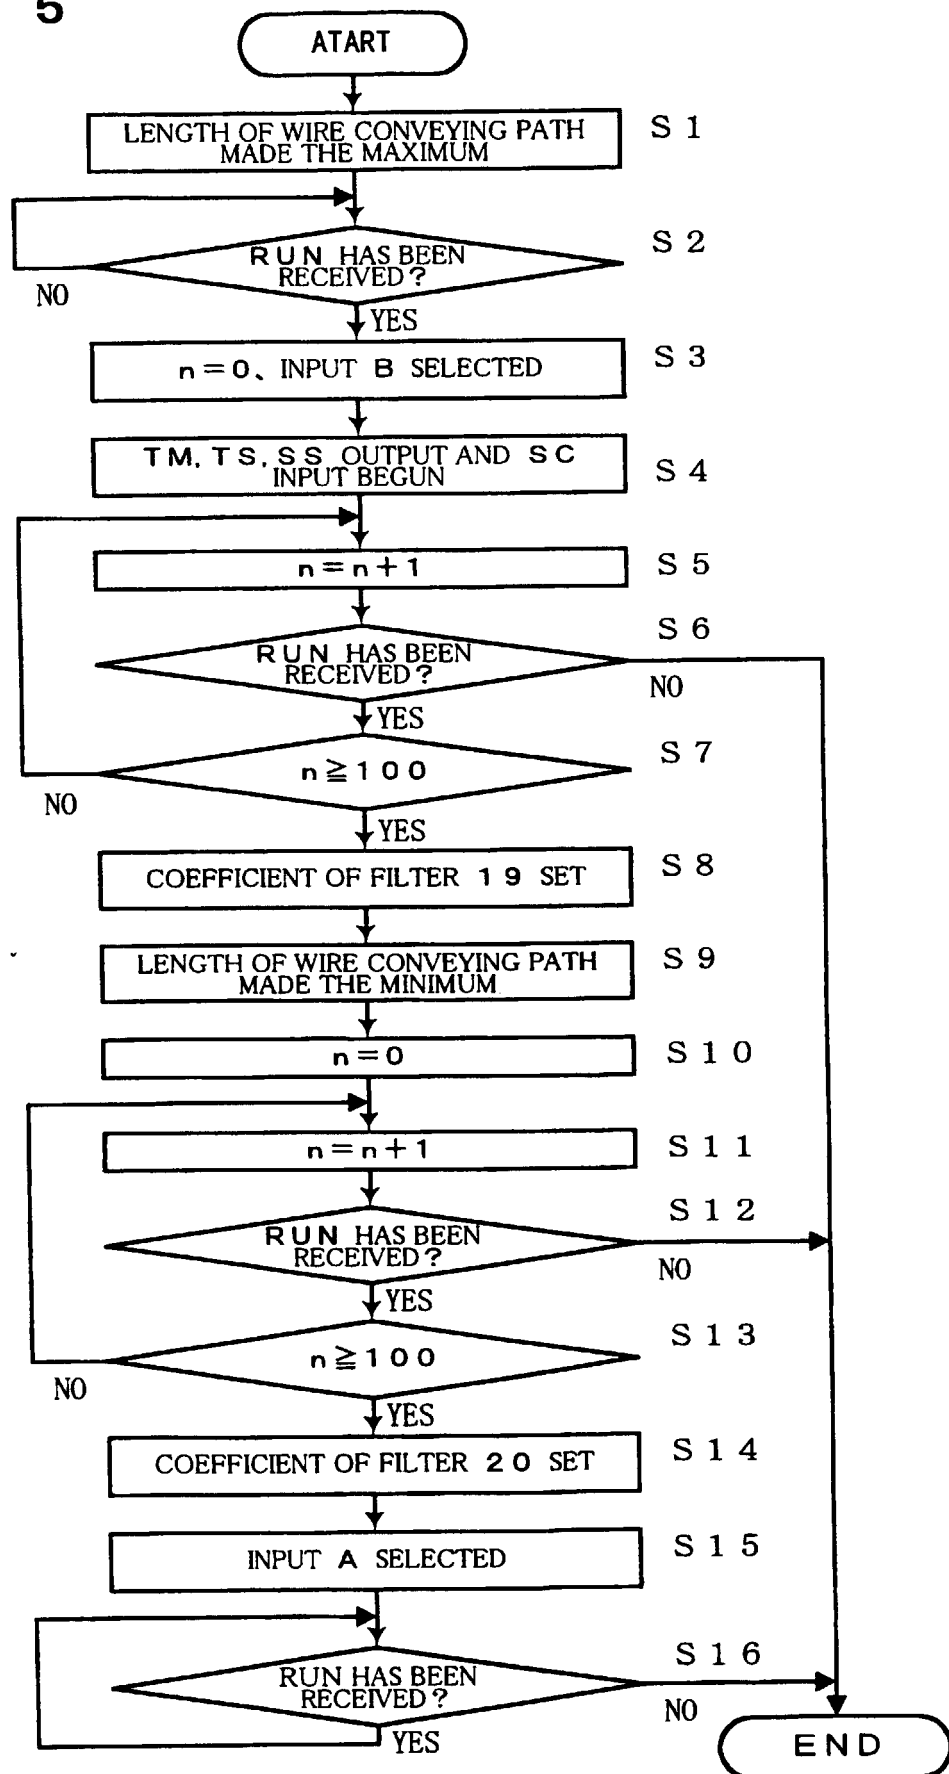 5
ATART
LENGTH OF WIRE CONVEYING PATH
MADE THE MAXIMUM
S 1
RUN HAS BEEN
RECEIVED?
S 2
NO
YES
n=0、INPUT B SELECTED
S 3
TM, TS, SS OUTPUT AND SC
INPUT BEGUN
S 4
n=n+1
S 5
RUN HAS BEEN
RECEIVED?
S 6
NO
YES
n≧100
S 7
NO
YES
COEFFICIENT OF FILTER 19 SET
S 8
LENGTH OF WIRE CONVEYING PATH
MADE THE MINIMUM
S 9
n=0
S 10
n=n+1
S 11
RUN HAS BEEN
RECEIVED?
S 12
NO
YES
n≧100
S 13
NO
YES
COEFFICIENT OF FILTER 20 SET
S 14
INPUT A SELECTED
S 15
RUN HAS BEEN
RECEIVED?
S 16
NO
YES
END